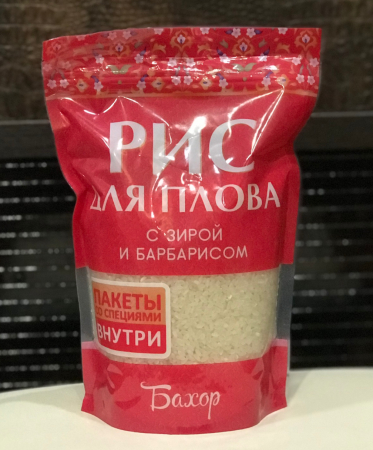 РИС
ДЛЯ ПЛОВА
С ЗИРОЙ
И БАРБАРИСОМ
ПАКЕТЫ
СО СПЕЦИЯМИ
ВНУТРИ
Бахор